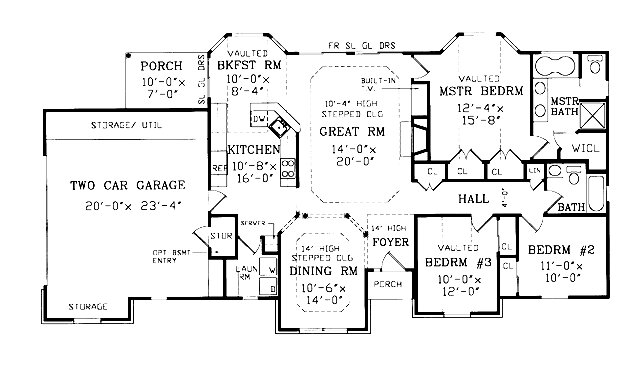 FR SL GL DRS
VAULTED
BKFST RM
10'-0"x
8'-4"
PORCH
10'-0"x
7'-0"
SL GL DRS
BUILT-IN
T.V.
VAULTED
MSTR BEDRM
12'-4"x
15'-8"
MSTR
BATH
WICL
10'-4" HIGH
STEPPED CLG
GREAT RM
14'-0"x
20'-0"
DW
KITCHEN
10'-8"x
16'-0"
REF
STORAGE/ UTIL
TWO CAR GARAGE
20'-0"x 23'-4"
CL
CL
CL
CL
LIN
HALL
4'-0"
BATH
SERVER
STOR
OPT BSMT
ENTRY
LAUN
RM
W
D
14' HIGH
STEPPED CLG
DINING RM
10'-6"x
14'-0"
14' HIGH
FOYER
PORCH
VAULTED
BEDRM #3
10'-0"x
12'-0"
CL
CL
BEDRM #2
11'-0"x
10'-0"
STORAGE